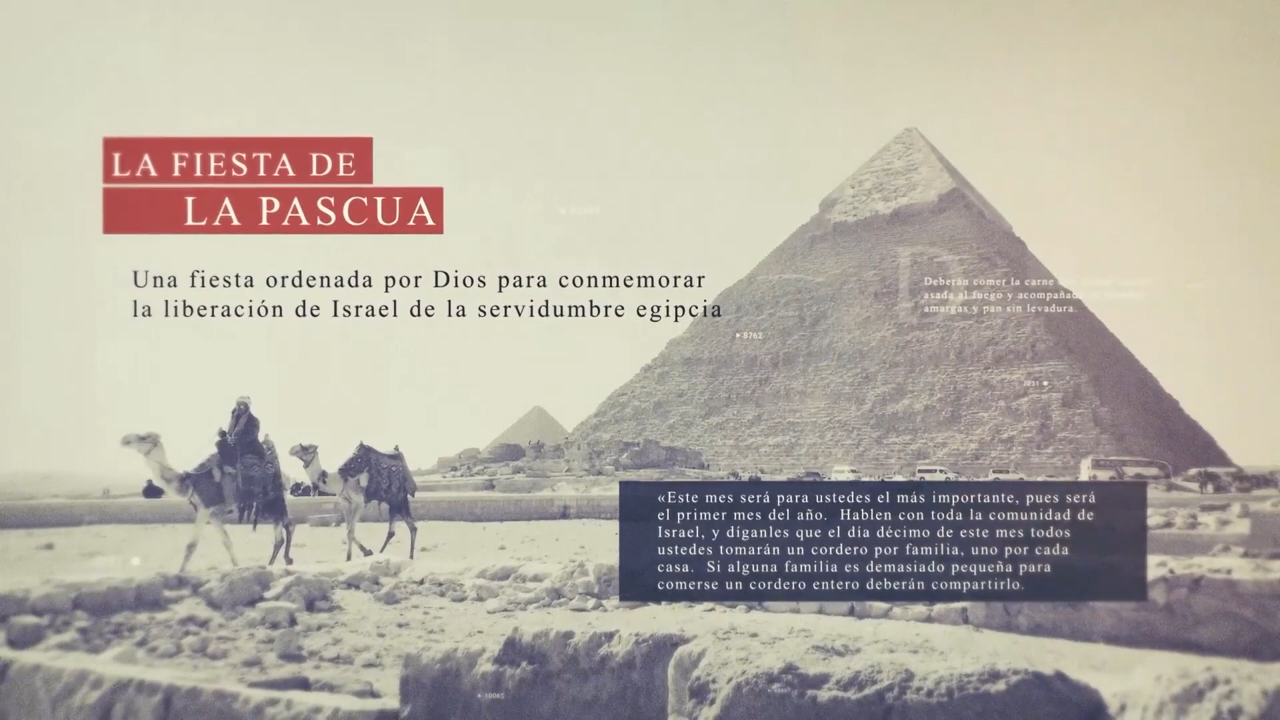 LA FIESTA DE
LA PASCUA
Una fiesta ordenada por Dios para conmemorar
la liberación de Israel de la servidumbre egipcia
Deberán comer la carne
asada al fuego y acompañada
amargas y pan sin levadura.
8762
«Este mes será para ustedes el más importante, pues será
el primer mes del año. Hablen con toda la comunidad de
Israel, y díganles que el día décimo de este mes todos
ustedes tomarán un cordero por familia, uno por cada
casa. Si alguna familia es demasiado pequeña para
comerse un cordero entero deberán compartirlo.
10065